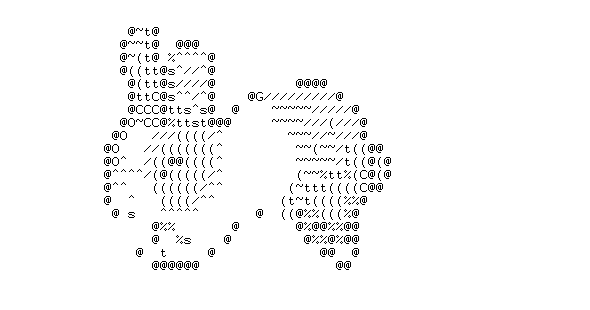 @~t@
  @~~t@  @@@
  @~(t@ %^^^^@
  @((tt@s^//^@
   @(tt@s////@          @@@@
   @ttC@s^^/^@    @G/////////@
   @CCC@tts^s@  @    ~~~~~/////@
  @O~CC@%ttst@@@     ~~~~///(///@
 @O   ///((((/^        ~~~//~///@
@O   //(((((((^         ~~(~~/t((@@
@O^  /((@@((((^         ~~~~~/t((@(@
@^^^^/(@(((((/^         (~~%tt%(C@(@
@^^   ((((((/^^        (~ttt((((C@@
@  ^   ((((/^^        (t~t((((%%@
 @ s   ^^^^^       @  ((@%%(((%@
      @%%       @       @%@@%%@@
      @  %s    @         @%%@%@@
    @  t     @             @@  @
      @@@@@@                 @@